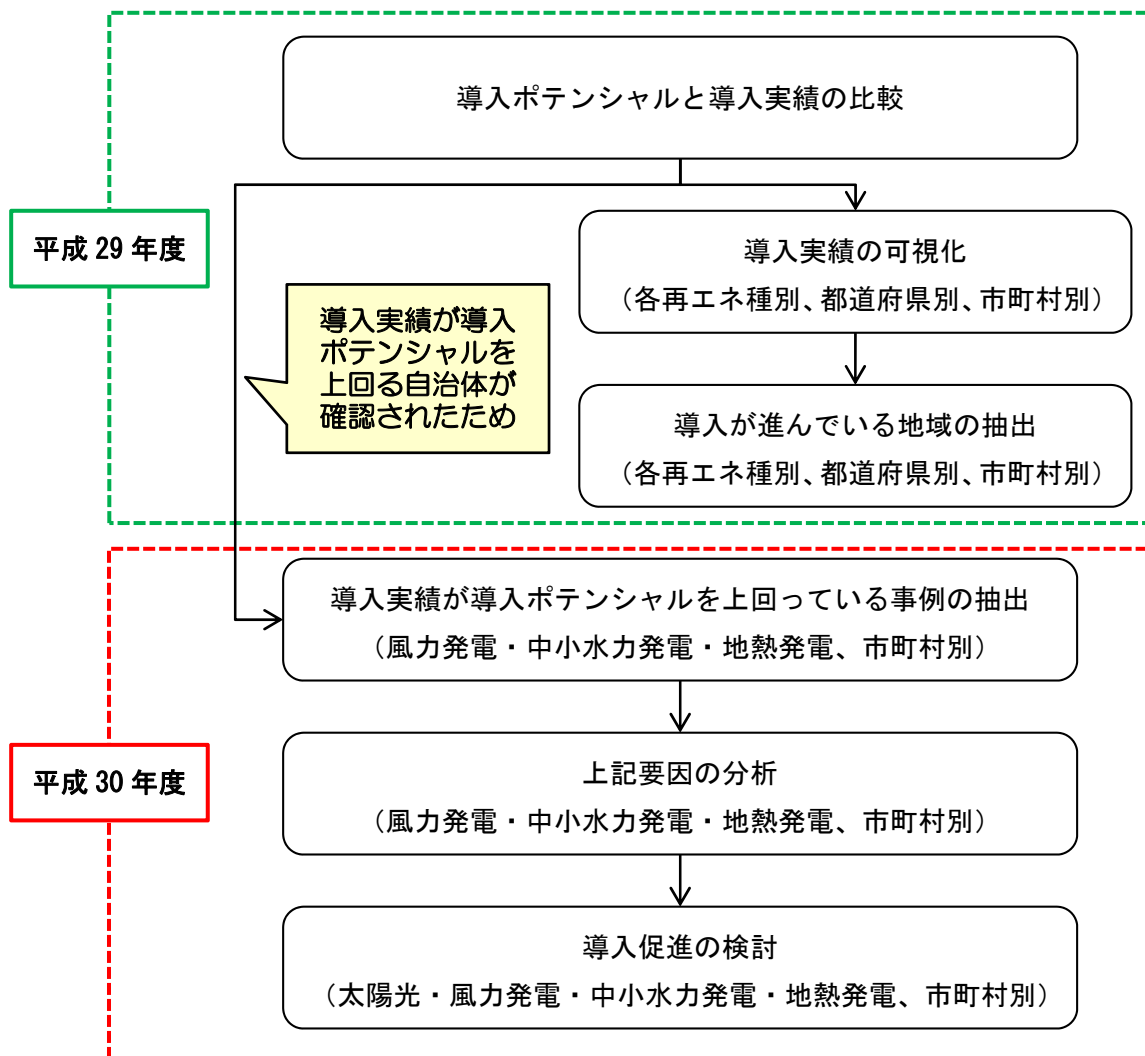 導入ポテンシャルと導入実績の比較
平成 29 年度
導入実績の可視化
（各再エネ種別、都道府県別、市町村別）
導入実績が導入
ポテンシャルを
上回る自治体が
確認されたため
導入が進んでいる地域の抽出
（各再エネ種別、都道府県別、市町村別）
導入実績が導入ポテンシャルを上回っている事例の抽出
（風力発電・中小水力発電・地熱発電、市町村別）
平成 30 年度
上記要因の分析
（風力発電・中小水力発電・地熱発電、市町村別）
導入促進の検討
（太陽光・風力発電・中小水力発電・地熱発電、市町村別）